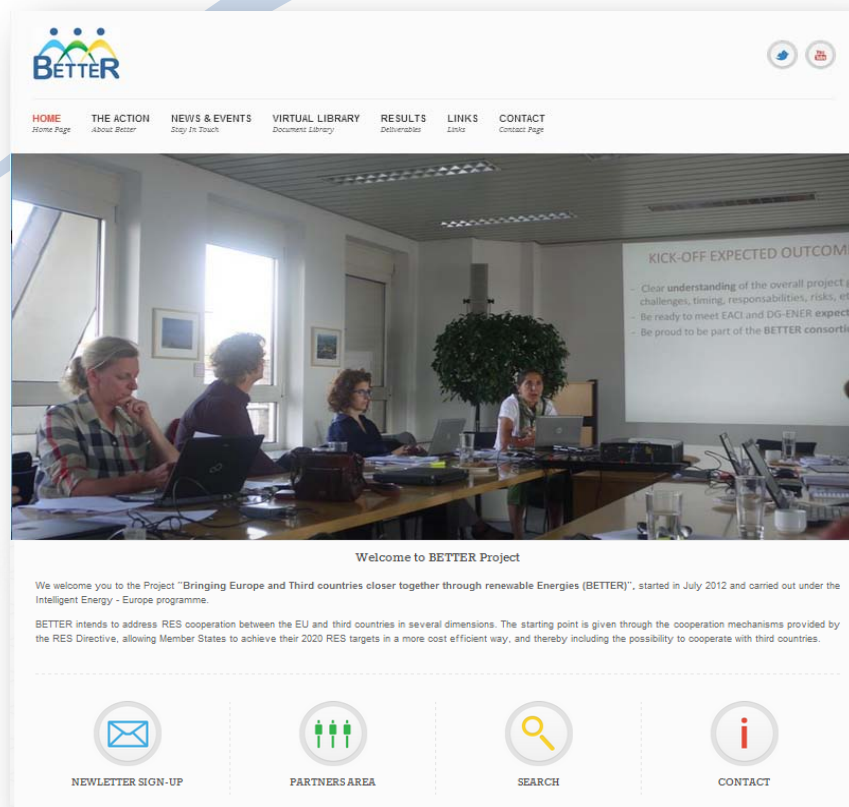 BETTER
You
Tube
HOME THE ACTION NEWS & EVENTS VIRTUAL LIBRARY RESULTS LINKS CONTACT
Home Page About Better Stay In Touch Document Library Deliverables Links Contact Page
KICK-OFF EXPECTED OUTCOM
- Clear understanding of the overall project
challenges, timing, responsabilities, risks,
- Be ready to meet EACI and DG-ENER expect
- Be proud to be part of the BETTER consorti
Welcome to BETTER Project
We welcome you to the Project "Bringing Europe and Third countries closer together through renewable Energies (BETTER)", started in July 2012 and carried out under the
Intelligent Energy - Europe programme.
BETTER intends to address RES cooperation between the EU and third countries in several dimensions. The starting point is given through the cooperation mechanisms provided by
the RES Directive, allowing Member States to achieve their 2020 RES targets in a more cost efficient way, and thereby including the possibility to cooperate with third countries.
NEWLETTER SIGN-UP PARTNERS AREA SEARCH CONTACT